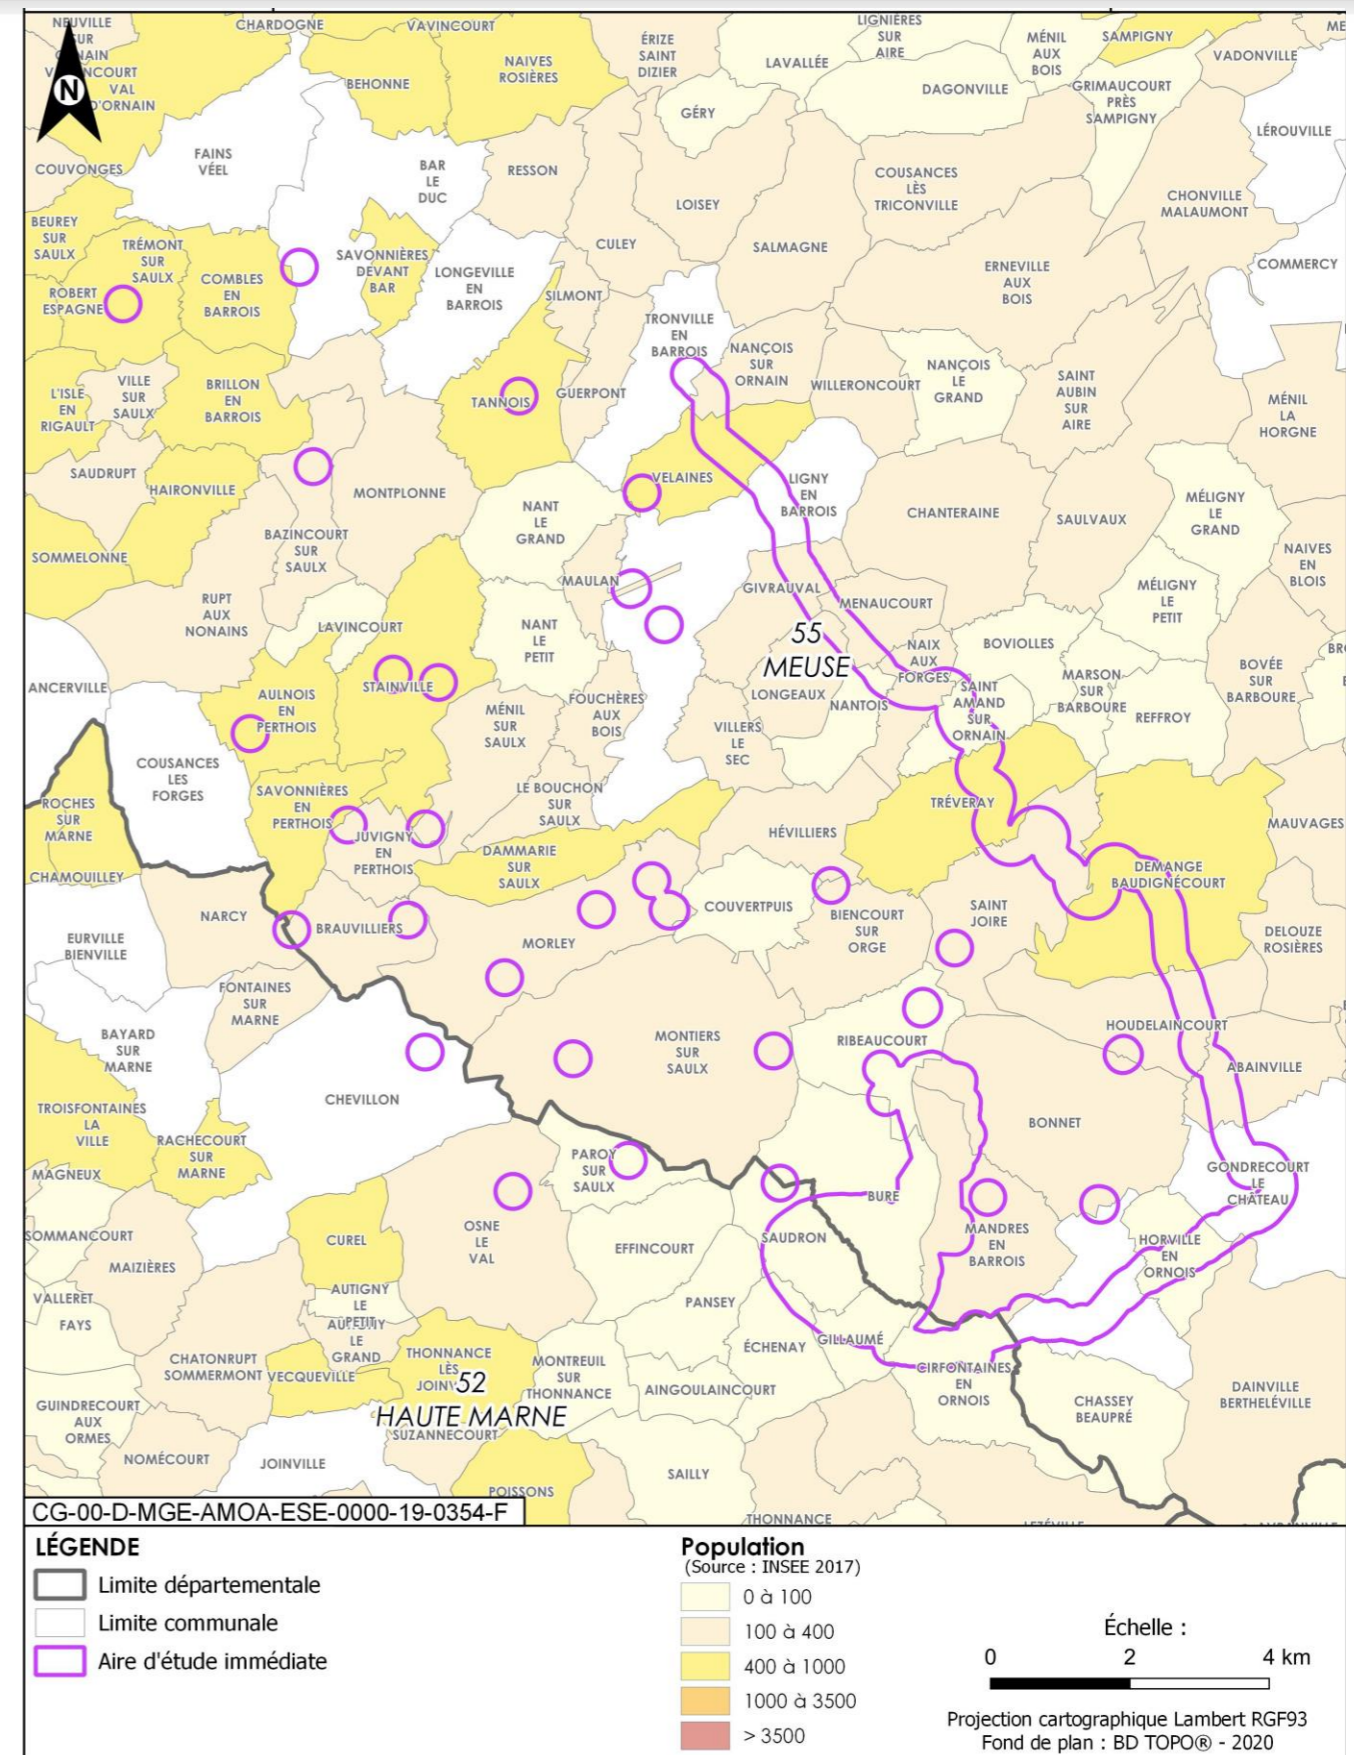 NEUVILLE
SUR
ORNAIN
CHARDOGNE
VAVINCOURT
VAL
D'ORNAIN
N
BEHONNE
NAIVES
ROSIÈRES
ÉRIZE
SAINT
DIZIER
LAVALLÉE
LIGNIÈRES
SUR
AIRE
MÉNIL
AUX
BOIS
SAMPIGNY
VADONVILLE
ME
GÉRY
DAGONVILLE
GRIMAUCOURT
PRÈS
SAMPIGNY
LÉROUVILLE
COUVONGES
FAINS
VÉEL
BAR
LE
DUC
RESSON
LOISEY
COUSANCES
LÈS
TRICONVILLE
CHONVILLE
MALAUMONT
BEUREY
SUR
SAULX
TRÉMONT
SUR
SAULX
COMBLES
EN
BARROIS
SAVONNIÈRES
DEVANT
BAR
LONGEVILLE
EN
BARROIS
CULEY
SALMAGNE
ERNEVILLE
AUX
BOIS
COMMERCY
ROBERT
ESPAGNE
SILMONT
TRONVILLE
EN
BARROIS
NANÇOIS
SUR
ORNAIN
L'ISLE
EN
RIGAULT
VILLE
SUR
SAULX
BRILLON
EN
BARROIS
TANNOIS
GUERPONT
WILLERONCOURT
NANÇOIS
LE
GRAND
SAINT
AUBIN
SUR
AIRE
MÉNIL
LA
HORGNE
SAUDRUPT
HAIRONVILLE
MONTPLONNE
NANT
LE
GRAND
VELAINES
LIGNY
EN
BARROIS
CHANTERAINE
SAULVAUX
MÉLIGNY
LE
GRAND
SOMMELONNE
BAZINCOURT
SUR
SAULX
MAULAN
GIVRAUVAL
MENAUCOURT
MÉLIGNY
LE
PETIT
NAIVES
EN
BLOIS
RUPT
AUX
NONAINS
LAVINCOURT
NANT
LE
PETIT
55
MEUSE
NAIX
AUX
FORGES
BOVIOLLES
MARSON
SUR
BARBOURE
BOVÉE
SUR
BARBOURE
ANCERVILLE
AULNOIS
EN
PERTHOIS
STAINVILLE
MÉNIL
SUR
SAULX
FOUCHÈRES
AUX
BOIS
LONGEAUX
NANTOIS
SAINT
AMAND
SUR
ORNAIN
REFFROY
COUSANCES
LES
FORGES
VILLERS
LE
SEC
ROCHES
SUR
MARNE
SAVONNIÈRES
EN
PERTHOIS
LE BOUCHON
SUR
SAULX
TRÉVERAY
HÉVILLIERS
MAUVAGES
JUVIGNY
EN
PERTHOIS
DAMMARIE
SUR
SAULX
DEMANGE
BAUDIGNÉCOURT
CHAMOUILLEY
NARCY
BRAUVILLIERS
COUVERTPUIS
BIENCOURT
SUR
ORGE
SAINT
JOIRE
DELOUZE
ROSIÈRES
EURVILLE
BIENVILLE
MORLEY
FONTAINES
SUR
MARNE
BAYARD
SUR
MARNE
MONTIERS
SUR
SAULX
RIBEAUCOURT
HOUDELAINCOURT
ABAINVILLE
CHEVILLON
TROISFONTAINES
LA
VILLE
RACHECOURT
SUR
MARNE
BONNET
MAGNEUX
PAROY
SUR
SAULX
BURE
GONDRECOURT
LE
CHÂTEAU
SOMMANCOURT
CUREL
OSNE
LE
VAL
EFFINCOURT
SAUDRON
MANDRES
EN
BARROIS
HORVILLE
EN
ORNOIS
MAIZIÈRES
VALLERET
AUTIGNY
LE
PETIT
PANSEY
FAYS
AUTIGNY
LE
GRAND
ÉCHENAY
GILLAUMÉ
CHATONRUPT
SOMMERMONT
VECQUEVILLE
THONNANCE
LÈS
52
HAUTE MARNE
MONTREUIL
SUR
THONNANCE
AINGOULAINCOURT
CIRFONTAINES
EN
ORNOIS
CHASSEY
BEAUPRÉ
DAINVILLE
BERTHELÉVILLE
GUINDRECOURT
AUX
ORMES
SUZANNECOURT
NOMÉCOURT
JOINVILLE
SAILLY
POISSONS
THONNANCE
CG-00-D-MGE-AMOA-ESE-0000-19-0354-F
LÉGENDE
Limite départementale
Limite communale
Aire d'étude immédiate
Population
(Source : INSEE 2017)
0 à 100
100 à 400
400 à 1000
1000 à 3500
> 3500
Échelle :
0 2 4 km
Projection cartographique Lambert RGF93
Fond de plan : BD TOPO® - 2020